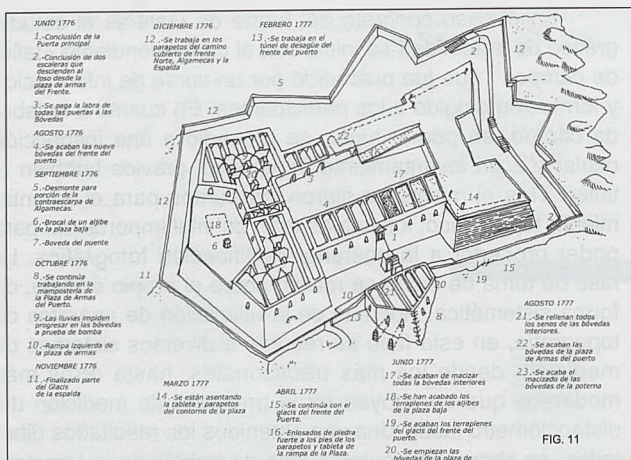 JUNIO 1776
1.-Conclusión de la
Puerta principal
2.-Conclusión de dos
escaleras que
descienden al
foso desde la
plaza de armas
del Frente.
3.-Se paga la labra de
todas las puertas a las
Bóvedas
AGOSTO 1776
4.-Se acaban las nueve
bóvedas del frente del
puerto
SEPTIEMBRE 1776
5.-Desmonte para
erección de la
contraescarpa de
Algamecas.
6.-Brocal de un aljibe
de la plaza baja
7.-Boveda del puente
OCTUBRE 1776
8.-Se continúa
trabajando en la
mampostería de
la Plaza de Armas
del Puerto.
9.-Las lluvias impiden
progresar en las bóvedas
a prueba de bomba
10.-Rampa izquierda de
la plaza de armas
NOVIEMBRE 1776
11.-Finalizado parte
del Glacis
de la espalda
DICIEMBRE 1776
12.-Se trabaja en los
parapetos del camino
cubierto de frente
Norte, Algamecas y la
Espalda
FEBRERO 1777
13.-Se trabaja en el
túnel de desagüe del
frente del puerto
MARZO 1777
14.-Se están asentando
la tableta y parapetos
del contorno de la plaza
ABRIL 1777
15.-Se continúa con el
glacis del frente del
Puerto.
16.-Enlosados de piedra
fuerte a los pies de los
parapetos y tableta de
la rampa de la Plaza.
JUNIO 1777
17.-Se acaban de macizar
todas la bóvedas interiores
18.-Se han acabado los
terraplenes de los aljibes
de la plaza baja
19.-Se acaban los terraplenes
del glacis del frente del
puerto.
20.-Se empiezan las
bóvedas de la plaza de
AGOSTO 1777
21.-Se rellenan todos
los senos de las bóvedas
interiores.
22.-Se acaban las
bóvedas de la plaza
de Armas del puerto
23.-Se acaba el
macizado de las
bóvedas de la poterna
FIG. 11